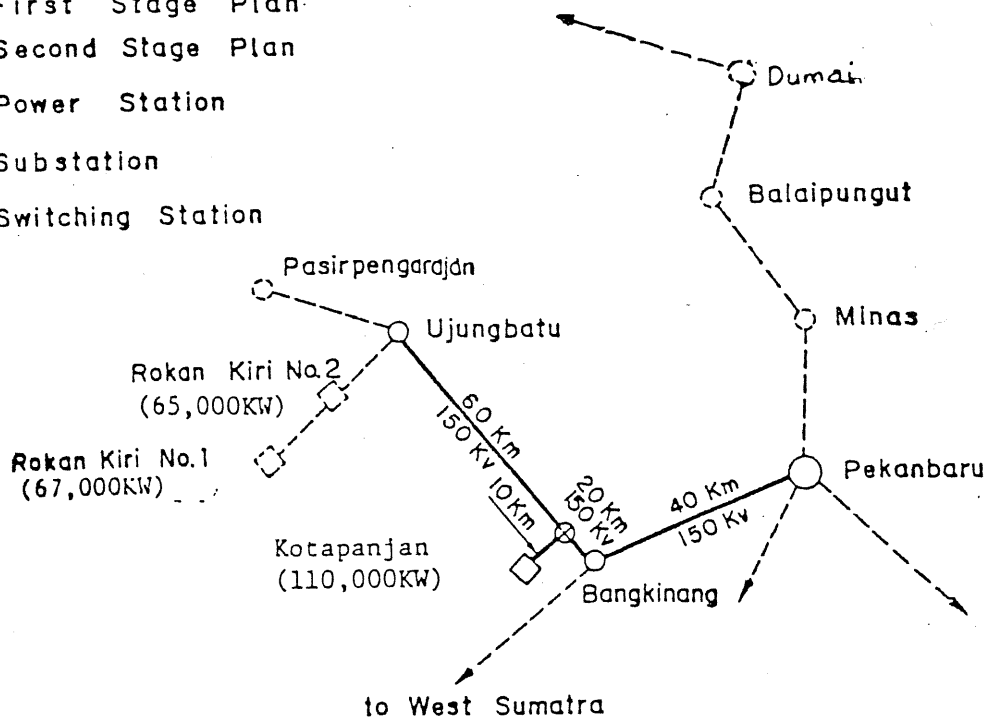 First Stage Plan
Second Stage Plan
Power Station
Substation
Switching Station
Dumai
Balaipungut
Pasirpengarajan
Ujungbatu
Minas
Rokan Kiri No.2
(65,000KW)
Rokan Kiri No.1
(67,000KW)
60 Km
150 Kv
10 Km
20 Km
150 Kv
40 Km
150 Kv
Pekanbaru
Kotapanjan
(110,000KW)
Bangkinang
to West Sumatra